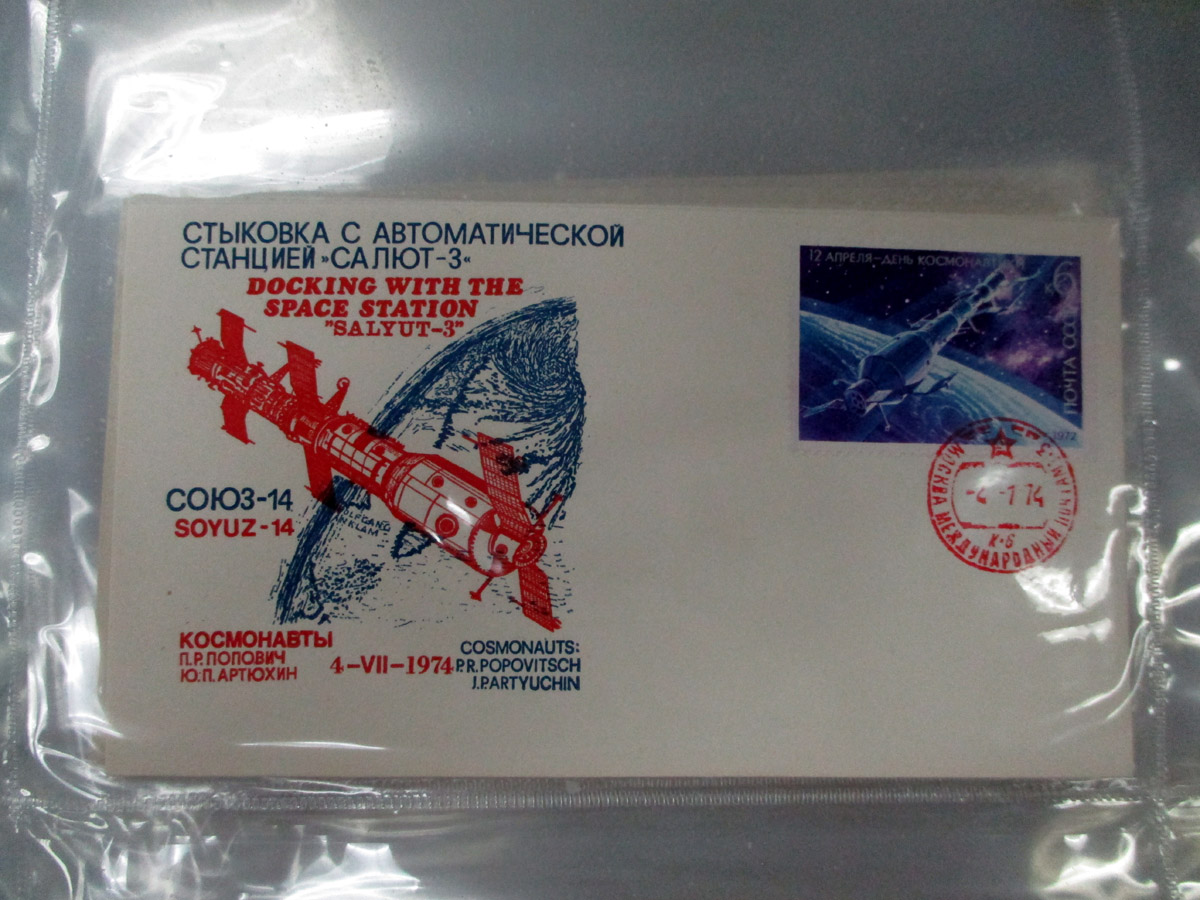 СТЫКОВКА С АВТОМАТИЧЕСКОЙ
СТАНЦИЕЙ »САЛЮТ-3«
DOCKING WITH THE
SPACE STATION
"SALYUT-3"
12 АПРЕЛЯ–ДЕНЬ КОСМОНАВТ
6
ПОЧТА СССР
1972
СОЮЗ-14
SOYUZ-14
МОСКВА МЕЖДУНАРОДНЫЙ ПОЧТАМТ
-4.-7 74
К-6
КОСМОНАВТЫ
П.Р.ПОПОВИЧ
Ю.П.АРТЮХИН
4–VII–1974
COSMONAUTS:
P.R.POPOVITSCH
J.P.ARTYUCHIN